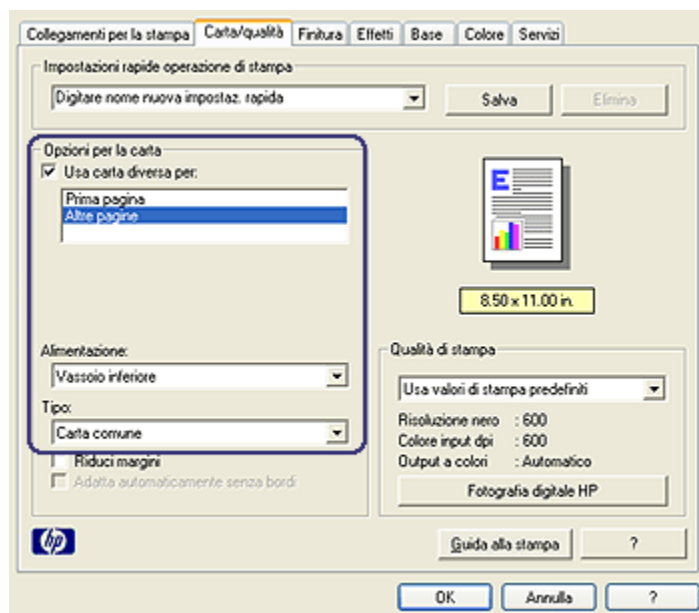 Collegamenti per la stampa Carta/qualità Finitura Effetti Base Colore Servizi
Impostazioni rapide operazione di stampa
Digitare nome nuova impostaz. rapida Salva Elimina
Opzioni per la carta
Usa carta diversa per:
Prima pagina
Altre pagine
E
8.50 x 11.00 in.
Alimentazione:
Vassoio inferiore
Tipo:
Carta comune
Riduci margini
Adatta automaticamente senza bordi
Qualità di stampa
Usa valori di stampa predefiniti
Risoluzione nero : 600
Colore input dpi : 600
Output a colori : Automatico
Fotografia digitale HP
hp
Guida alla stampa ?
OK Annulla ?